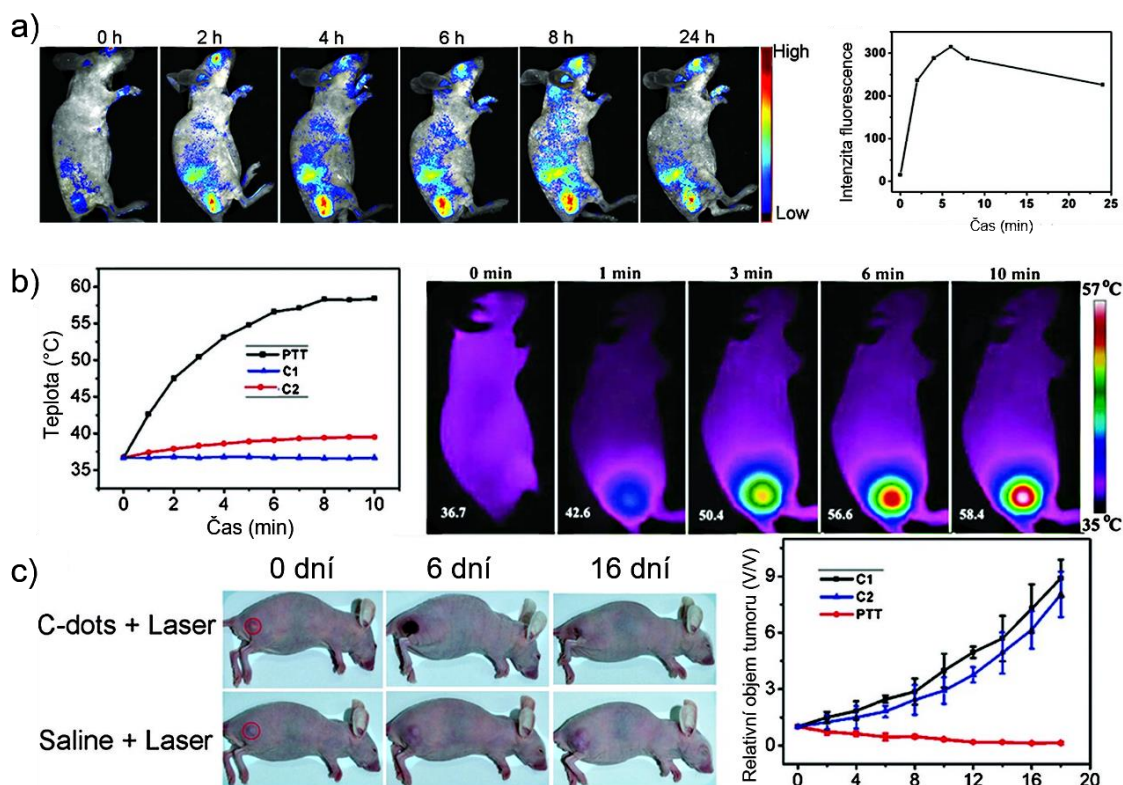 a)
0 h
2 h
4 h
6 h
8 h
24 h
High
Low
Intenzita fluorescence
300
200
100
0
0 5 10 15 20 25
Čas (min)
b)
Teplota (°C)
60
55
50
45
40
35
PTT
C1
C2
0 2 4 6 8 10
Čas (min)
0 min
1 min
3 min
6 min
10 min
36.7
42.6
50.4
56.6
58.4
57 °C
35 °C
c)
0 dní
6 dní
16 dní
C-dots + Laser
Saline + Laser
Relativní objem tumoru (V/V)
9
6
3
0
C1
C2
PTT
0 4 8 12 16 20